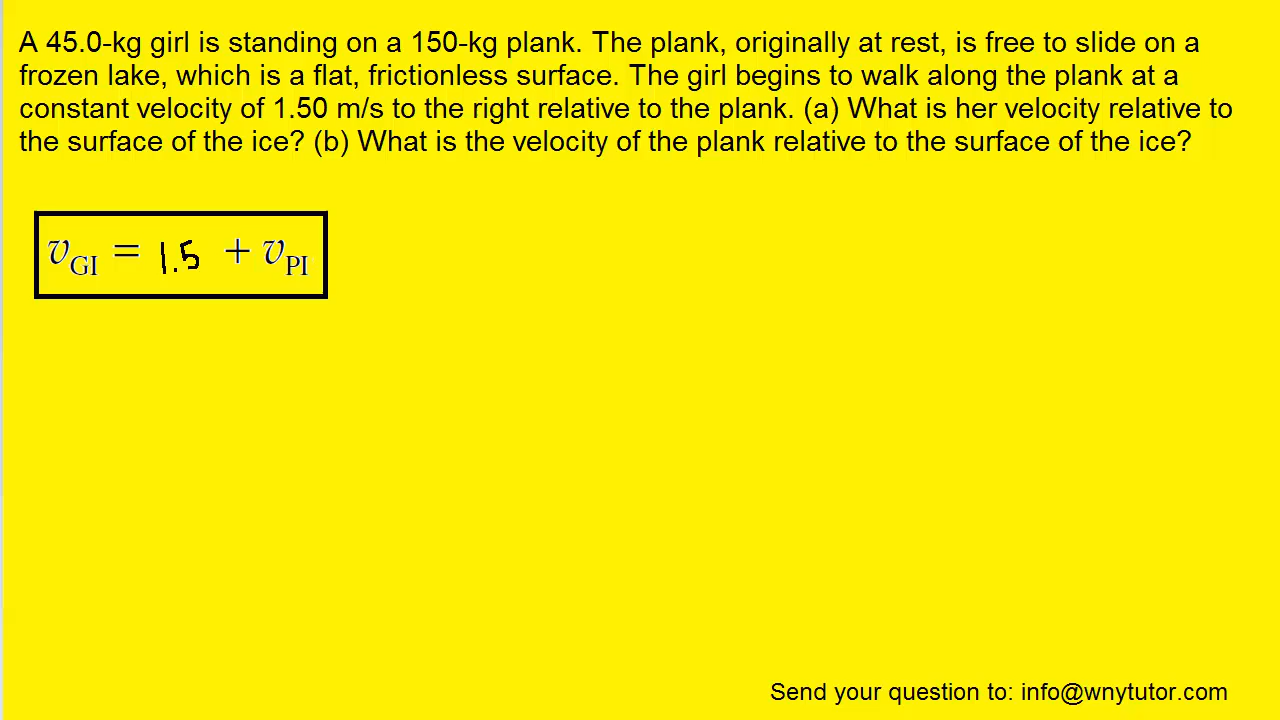 A 45.0-kg girl is standing on a 150-kg plank. The plank, originally at rest, is free to slide on a
frozen lake, which is a flat, frictionless surface. The girl begins to walk along the plank at a
constant velocity of 1.50 m/s to the right relative to the plank. (a) What is her velocity relative to
the surface of the ice? (b) What is the velocity of the plank relative to the surface of the ice?
v_GI = 1.5 + v_PI
Send your question to: info@wnytutor.com